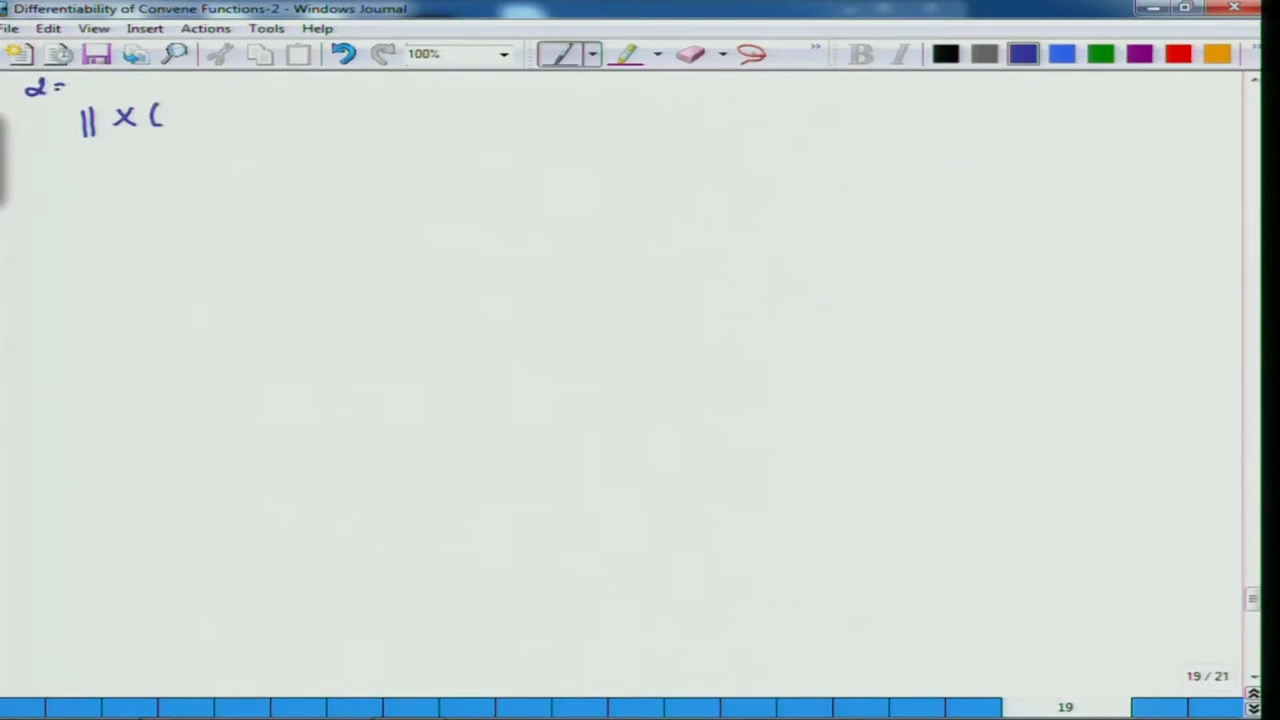 Differentiability of Convene Functions-2 - Windows Journal
File Edit View Insert Actions Tools Help
100% B I
α =
|| x (
19 / 21
19